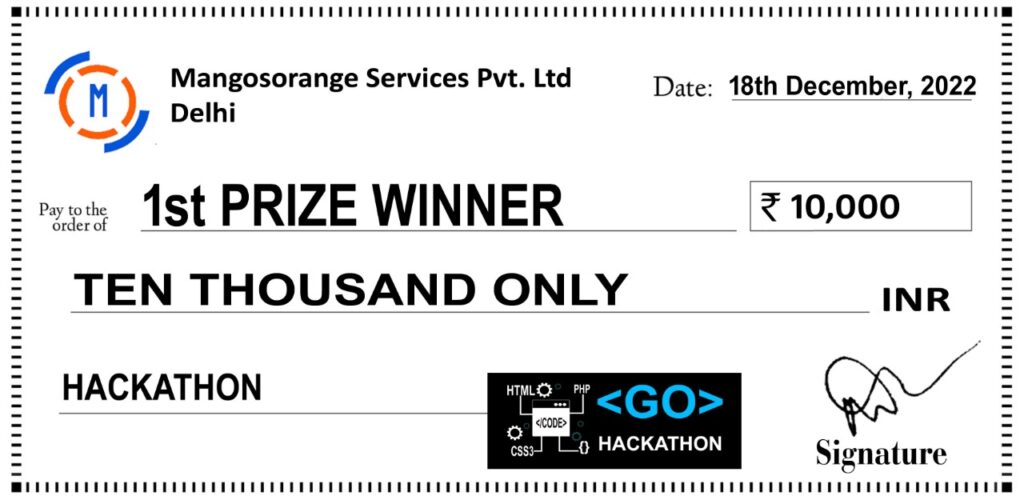 M
Mangosorange Services Pvt. Ltd
Delhi
Date: 18th December, 2022
Pay to the
order of
1st PRIZE WINNER
₹ 10,000
TEN THOUSAND ONLY
INR
HACKATHON
HTML
PHP
</CODE>
CSS3
{}
<GO>
HACKATHON
Signature